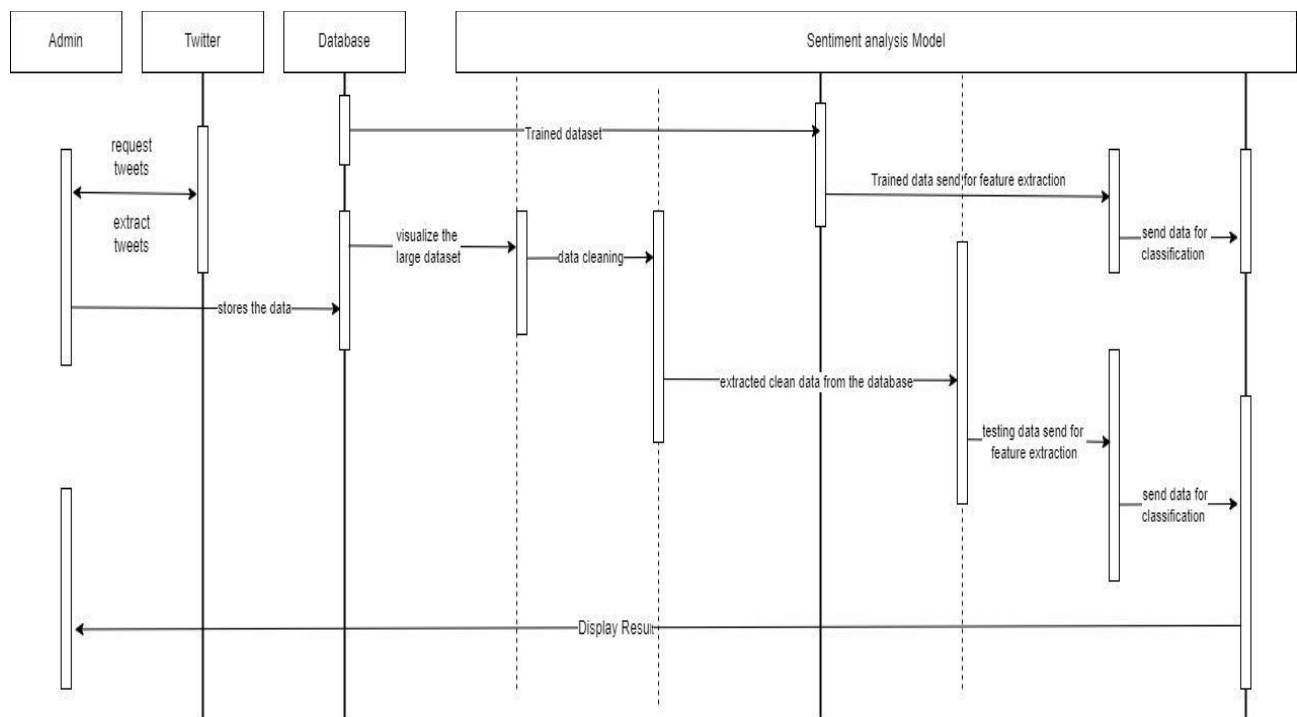 Admin
Twitter
Database
Sentiment analysis Model
Trained dataset
request
tweets
Trained data send for feature extraction
extract
tweets
visualize the
large dataset
data cleaning
send data for
classification
stores the data
extracted clean data from the database
testing data send for
feature extraction
send data for
classification
Display Result